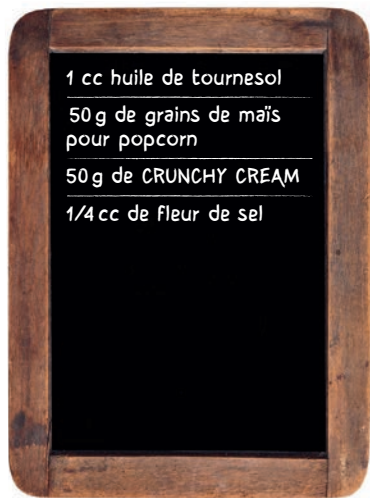 1 cc huile de tournesol
50 g de grains de maïs
pour popcorn
50 g de CRUNCHY CREAM
1/4 cc de fleur de sel